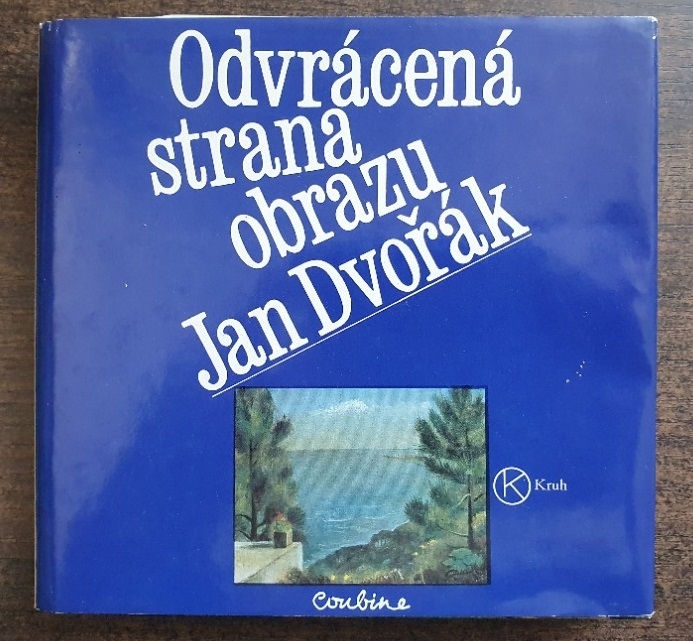 Odvrácená
strana
obrazu
Jan Dvořák
K Kruh
coubine